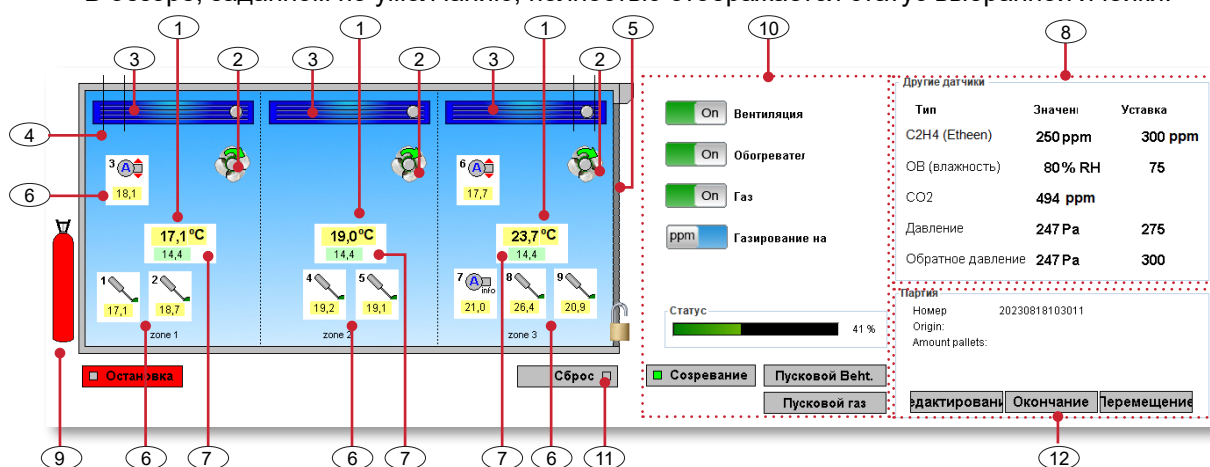 В обзоре, заданном по умолчанию, полностью отображается статус выбранной ячейки.
1 1 1 5 10 8
3 2 3 2 3 2
4
6
3 A
18,1
6 A
17,7
17,1 ºC
14,4
19,0ºC
14,4
23,7 ºC
14,4
1 2
17,1 18,7
4 5
19,2 19,1
7 A info 8 9
21,0 26,4 20,9
zone 1 zone 2 zone 3
Остановка
Сброс
On Вентиляция
On Обогревател
On Газ
ppm Газирование на
Статус
41 %
Созревание Пусковой Beht.
Пусковой газ
Другие датчики
Тип Значени Уставка
C2H4 (Etheen) 250 ppm 300 ppm
ОВ (влажность) 80% RH 75
CO2 494 ppm
Давление 247 Pa 275
Обратное давление 247 Pa 300
Партия
Номер 20230818103011
Origin:
Amount pallets:
едактировани Окончание Перемещение
9 6 7 6 7 7 6 11 12